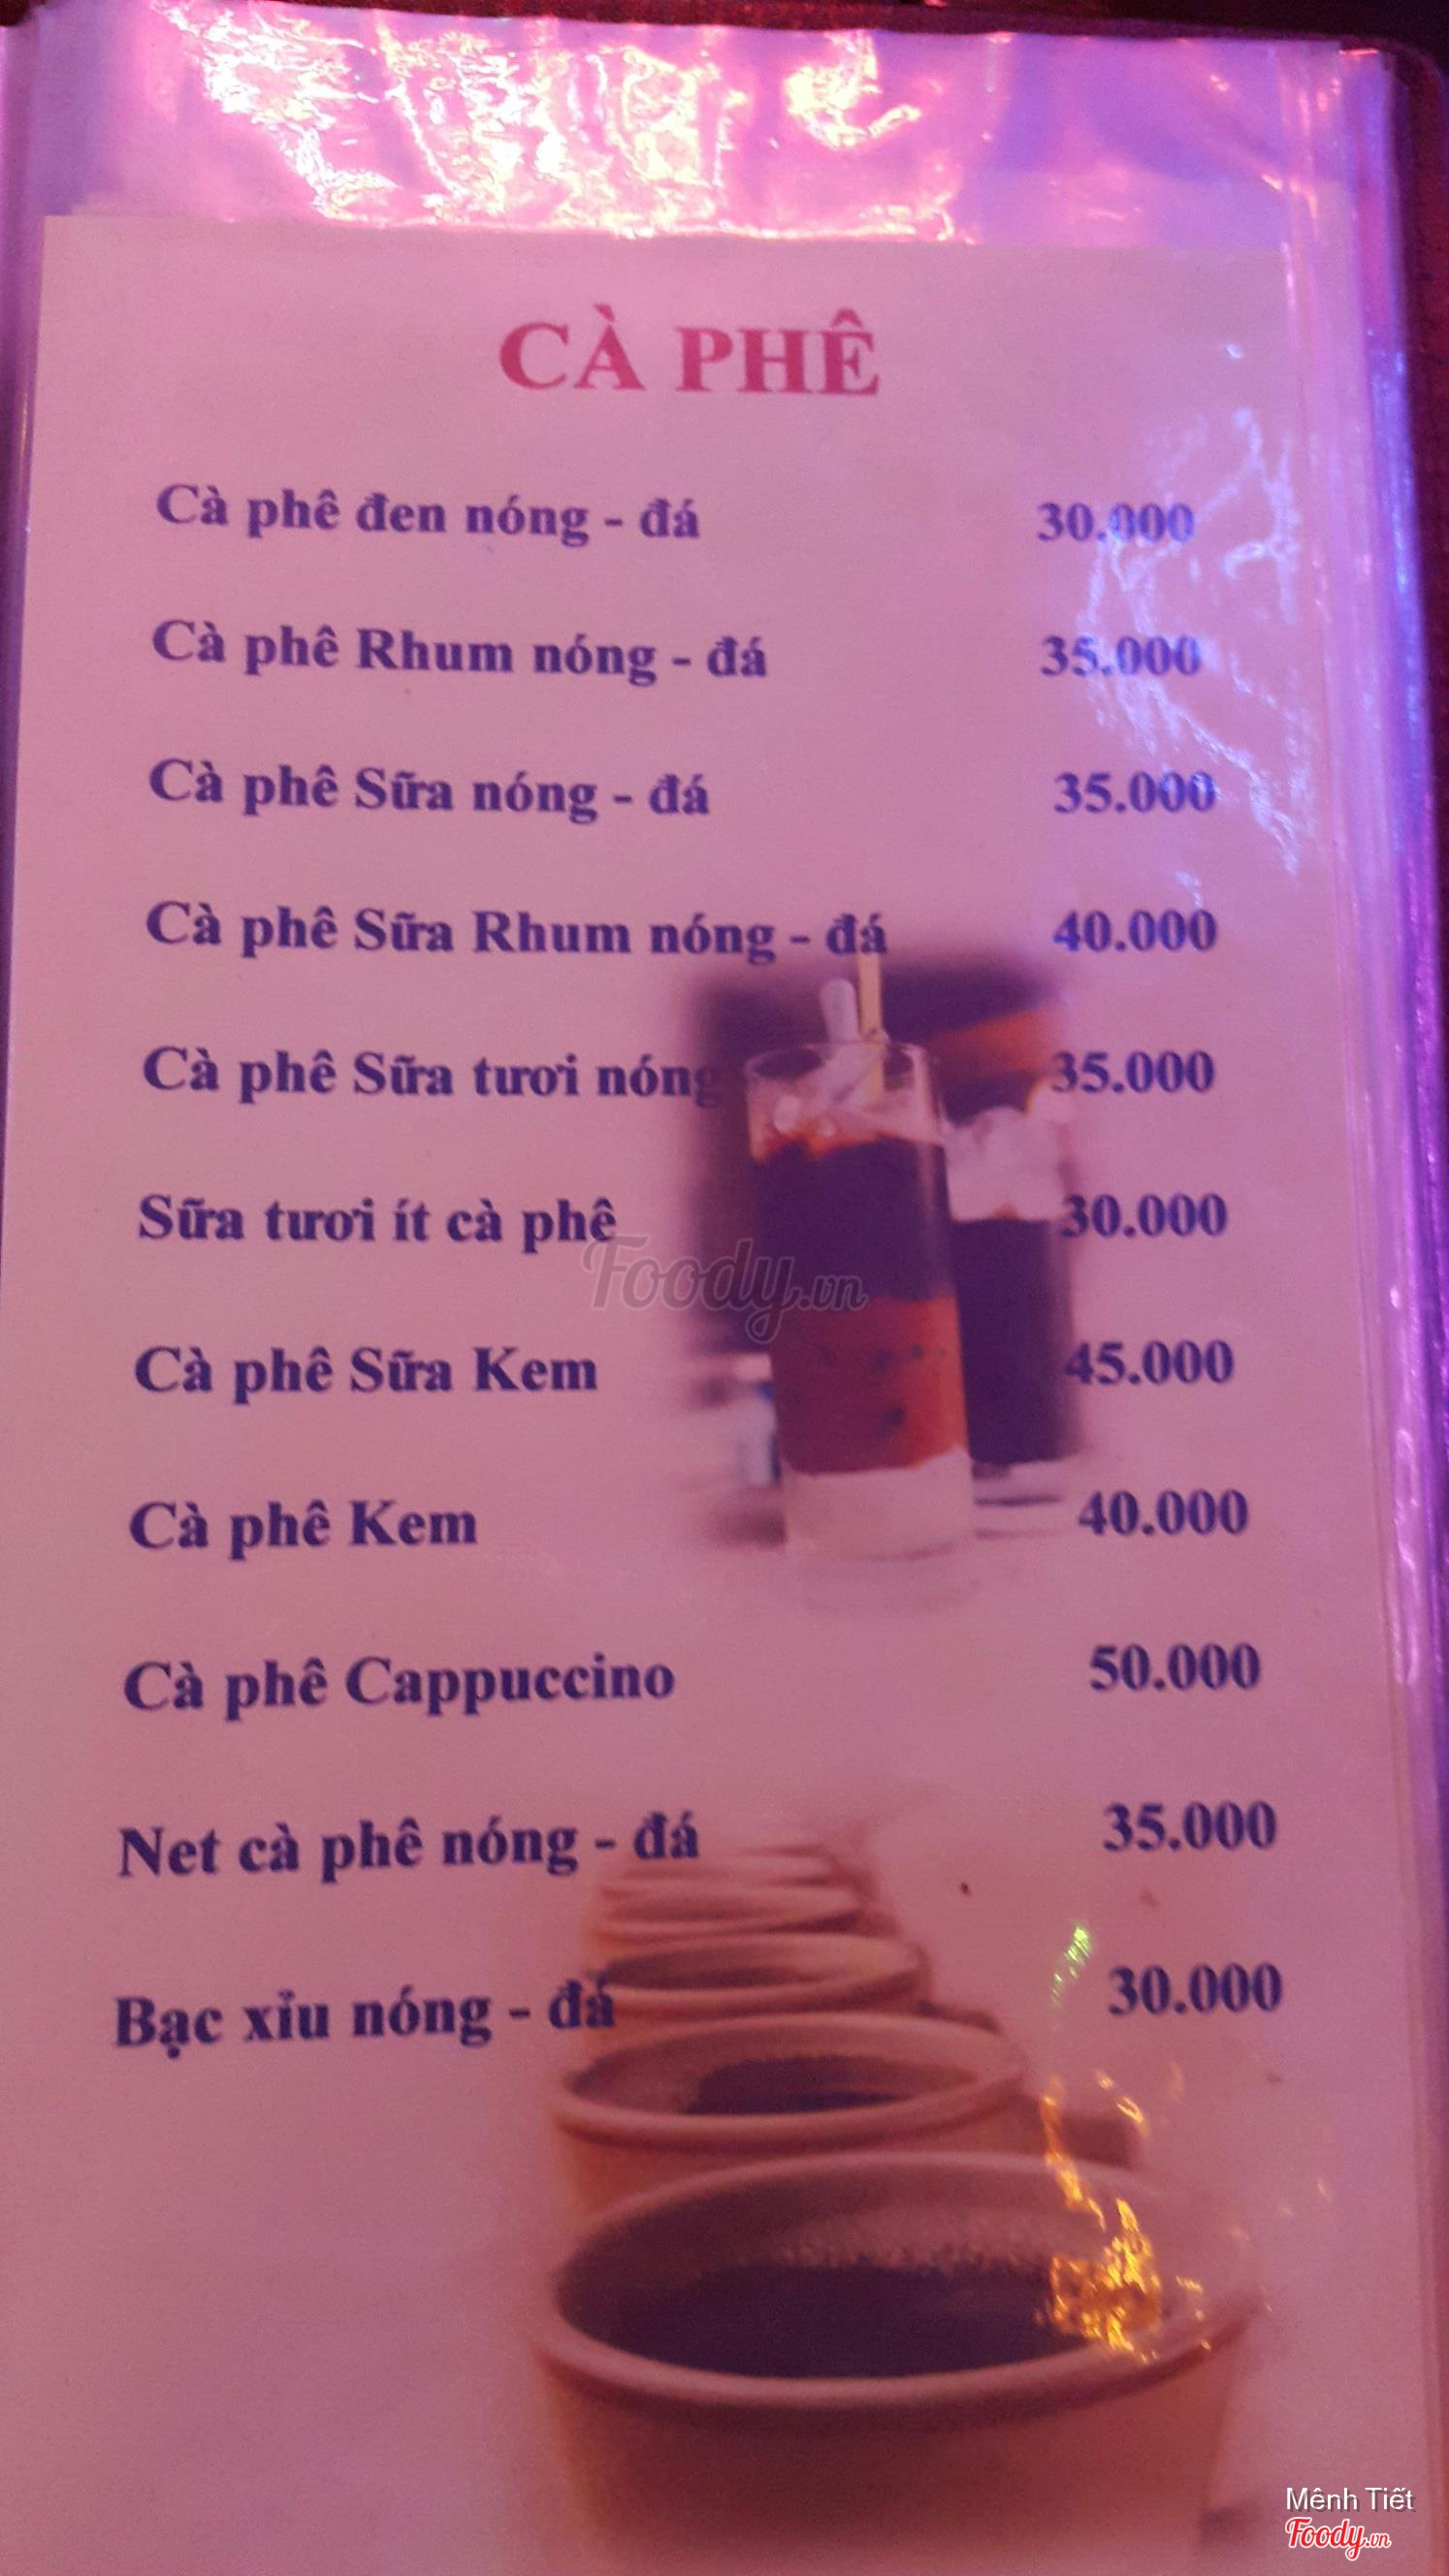 CÀ PHÊ
Cà phê đen nóng - đá 30.000
Cà phê Rhum nóng - đá 35.000
Cà phê Sữa nóng - đá 35.000
Cà phê Sữa Rhum nóng - đá 40.000
Cà phê Sữa tươi nóng 35.000
Sữa tươi ít cà phê 30.000
Foody.vn
Cà phê Sữa Kem 45.000
Cà phê Kem 40.000
Cà phê Cappuccino 50.000
Net cà phê nóng - đá 35.000
Bạc xỉu nóng - đá 30.000
Mênh Tiết
Foody.vn